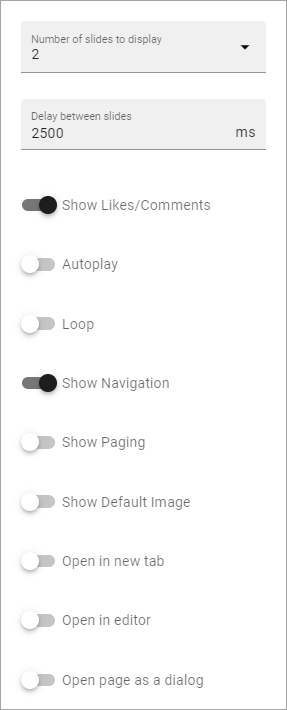 Number of slides to display
2
Delay between slides
2500 ms
Show Likes/Comments
Autoplay
Loop
Show Navigation
Show Paging
Show Default Image
Open in new tab
Open in editor
Open page as a dialog